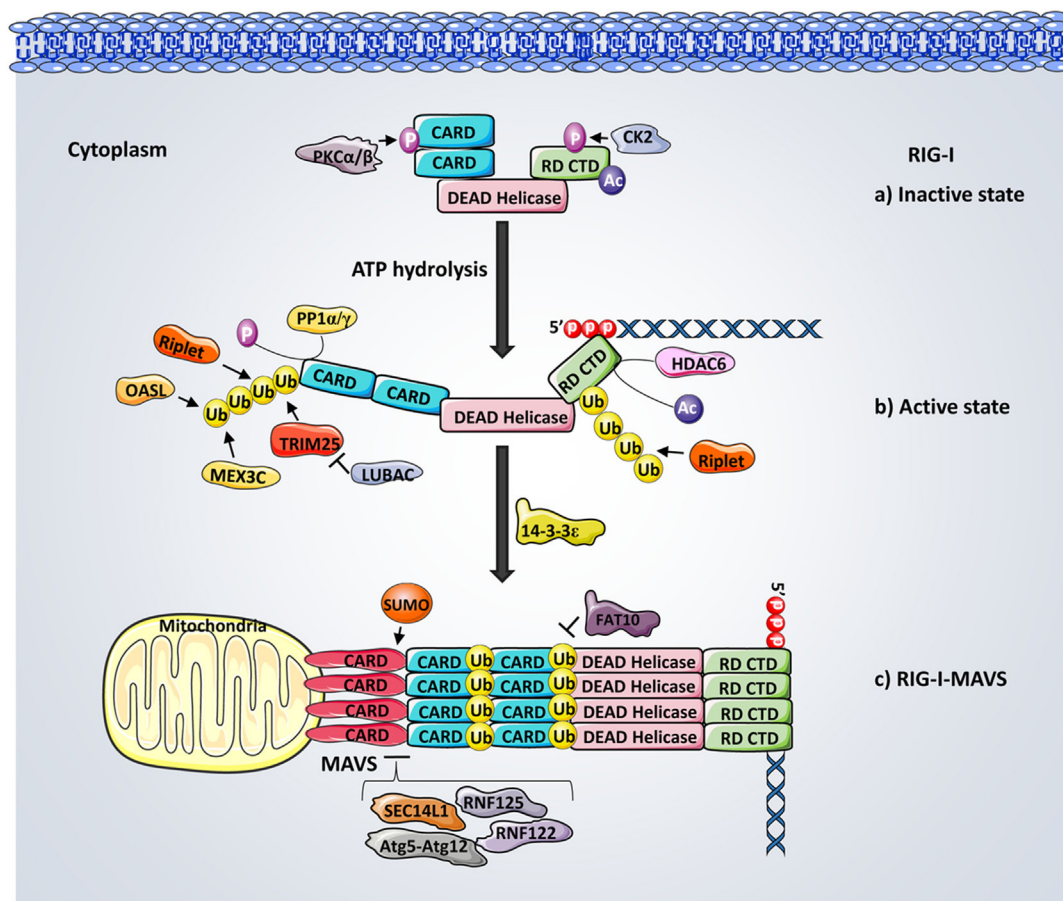 Cytoplasm
PKCα/β
P
CARD
CARD
P
CK2
RD CTD
Ac
DEAD Helicase
RIG-I
a) Inactive state
ATP hydrolysis
P
PP1α/γ
Riplet
OASL
Ub
Ub
Ub
Ub
MEX3C
TRIM25
LUBAC
CARD
CARD
DEAD Helicase
5' p p p
RD CTD
HDAC6
Ac
Ub
Ub
Ub
Ub
Riplet
b) Active state
14-3-3ε
SUMO
FAT10
5' p p p
Mitochondria
CARD CARD Ub CARD Ub DEAD Helicase RD CTD
CARD CARD Ub CARD Ub DEAD Helicase RD CTD
CARD CARD Ub CARD Ub DEAD Helicase RD CTD
CARD CARD Ub CARD Ub DEAD Helicase RD CTD
c) RIG-I-MAVS
MAVS
SEC14L1
RNF125
RNF122
Atg5-Atg12